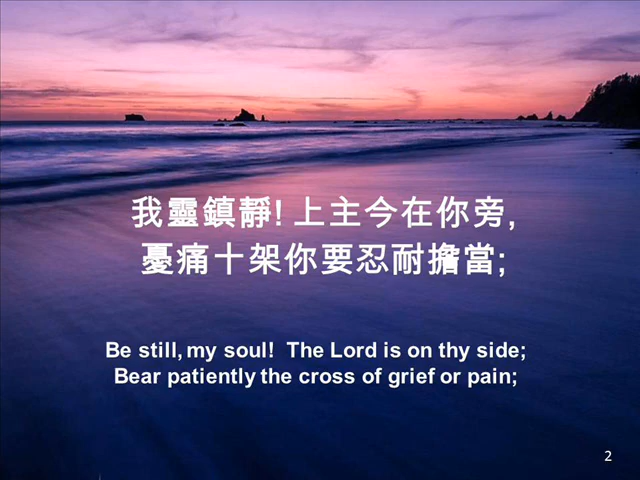 我靈鎮靜! 上主今在你旁,
憂痛十架你要忍耐擔當;
Be still, my soul!  The Lord is on thy side;
Bear patiently the cross of grief or pain;
2